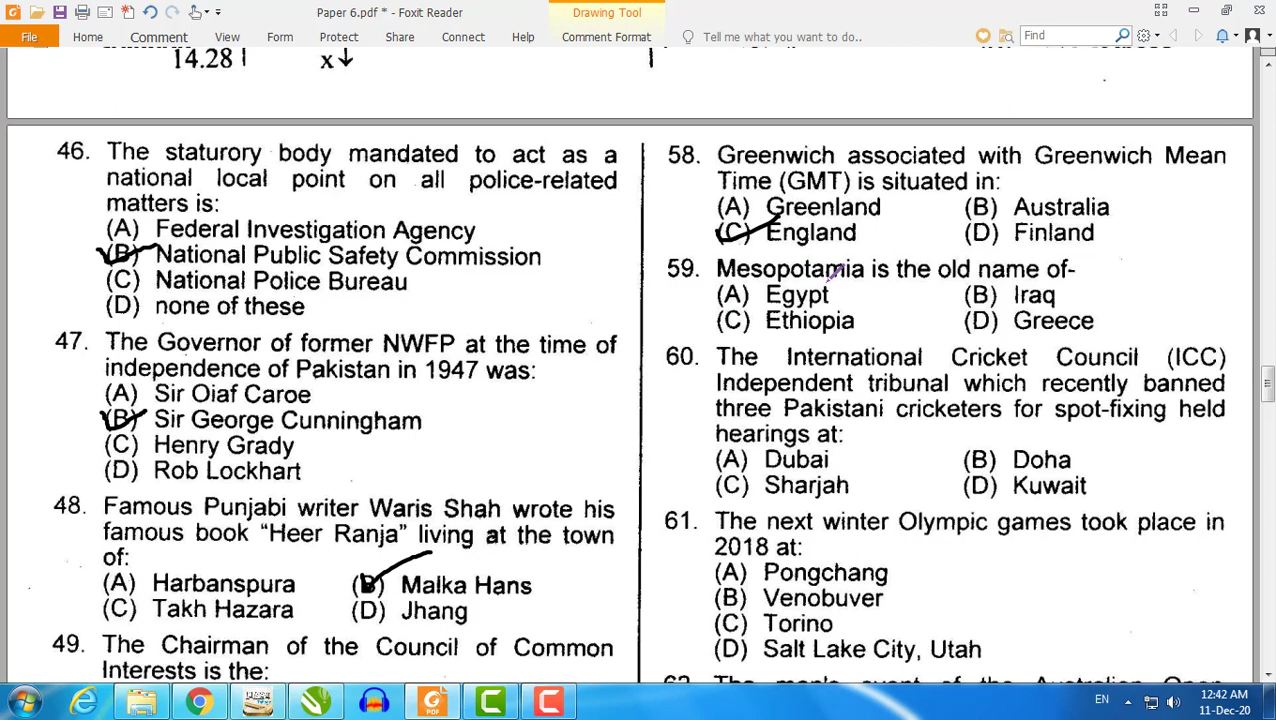 Paper 6.pdf * - Foxit Reader
Drawing Tool
File
Home
Comment
View
Form
Protect
Share
Connect
Help
Comment Format
Tell me what you want to do..
Find
14.28
x
46. The staturory body mandated to act as a
national local point on all police-related
matters is:
(A) Federal Investigation Agency
(B) National Public Safety Commission
(C) National Police Bureau
(D) none of these
47. The Governor of former NWFP at the time of
independence of Pakistan in 1947 was:
(A) Sir Oiaf Caroe
(B) Sir George Cunningham
(C) Henry Grady
(D) Rob Lockhart
48. Famous Punjabi writer Waris Shah wrote his
famous book “Heer Ranja” living at the town
of:
(A) Harbanspura (B) Malka Hans
(C) Takh Hazara (D) Jhang
49. The Chairman of the Council of Common
Interests is the:
58. Greenwich associated with Greenwich Mean
Time (GMT) is situated in:
(A) Greenland (B) Australia
(C) England (D) Finland
59. Mesopotamia is the old name of-
(A) Egypt (B) Iraq
(C) Ethiopia (D) Greece
60. The International Cricket Council (ICC)
Independent tribunal which recently banned
three Pakistani cricketers for spot-fixing held
hearings at:
(A) Dubai (B) Doha
(C) Sharjah (D) Kuwait
61. The next winter Olympic games took place in
2018 at:
(A) Pongchang
(B) Venobuver
(C) Torino
(D) Salt Lake City, Utah
EN
12:42 AM
11-Dec-20